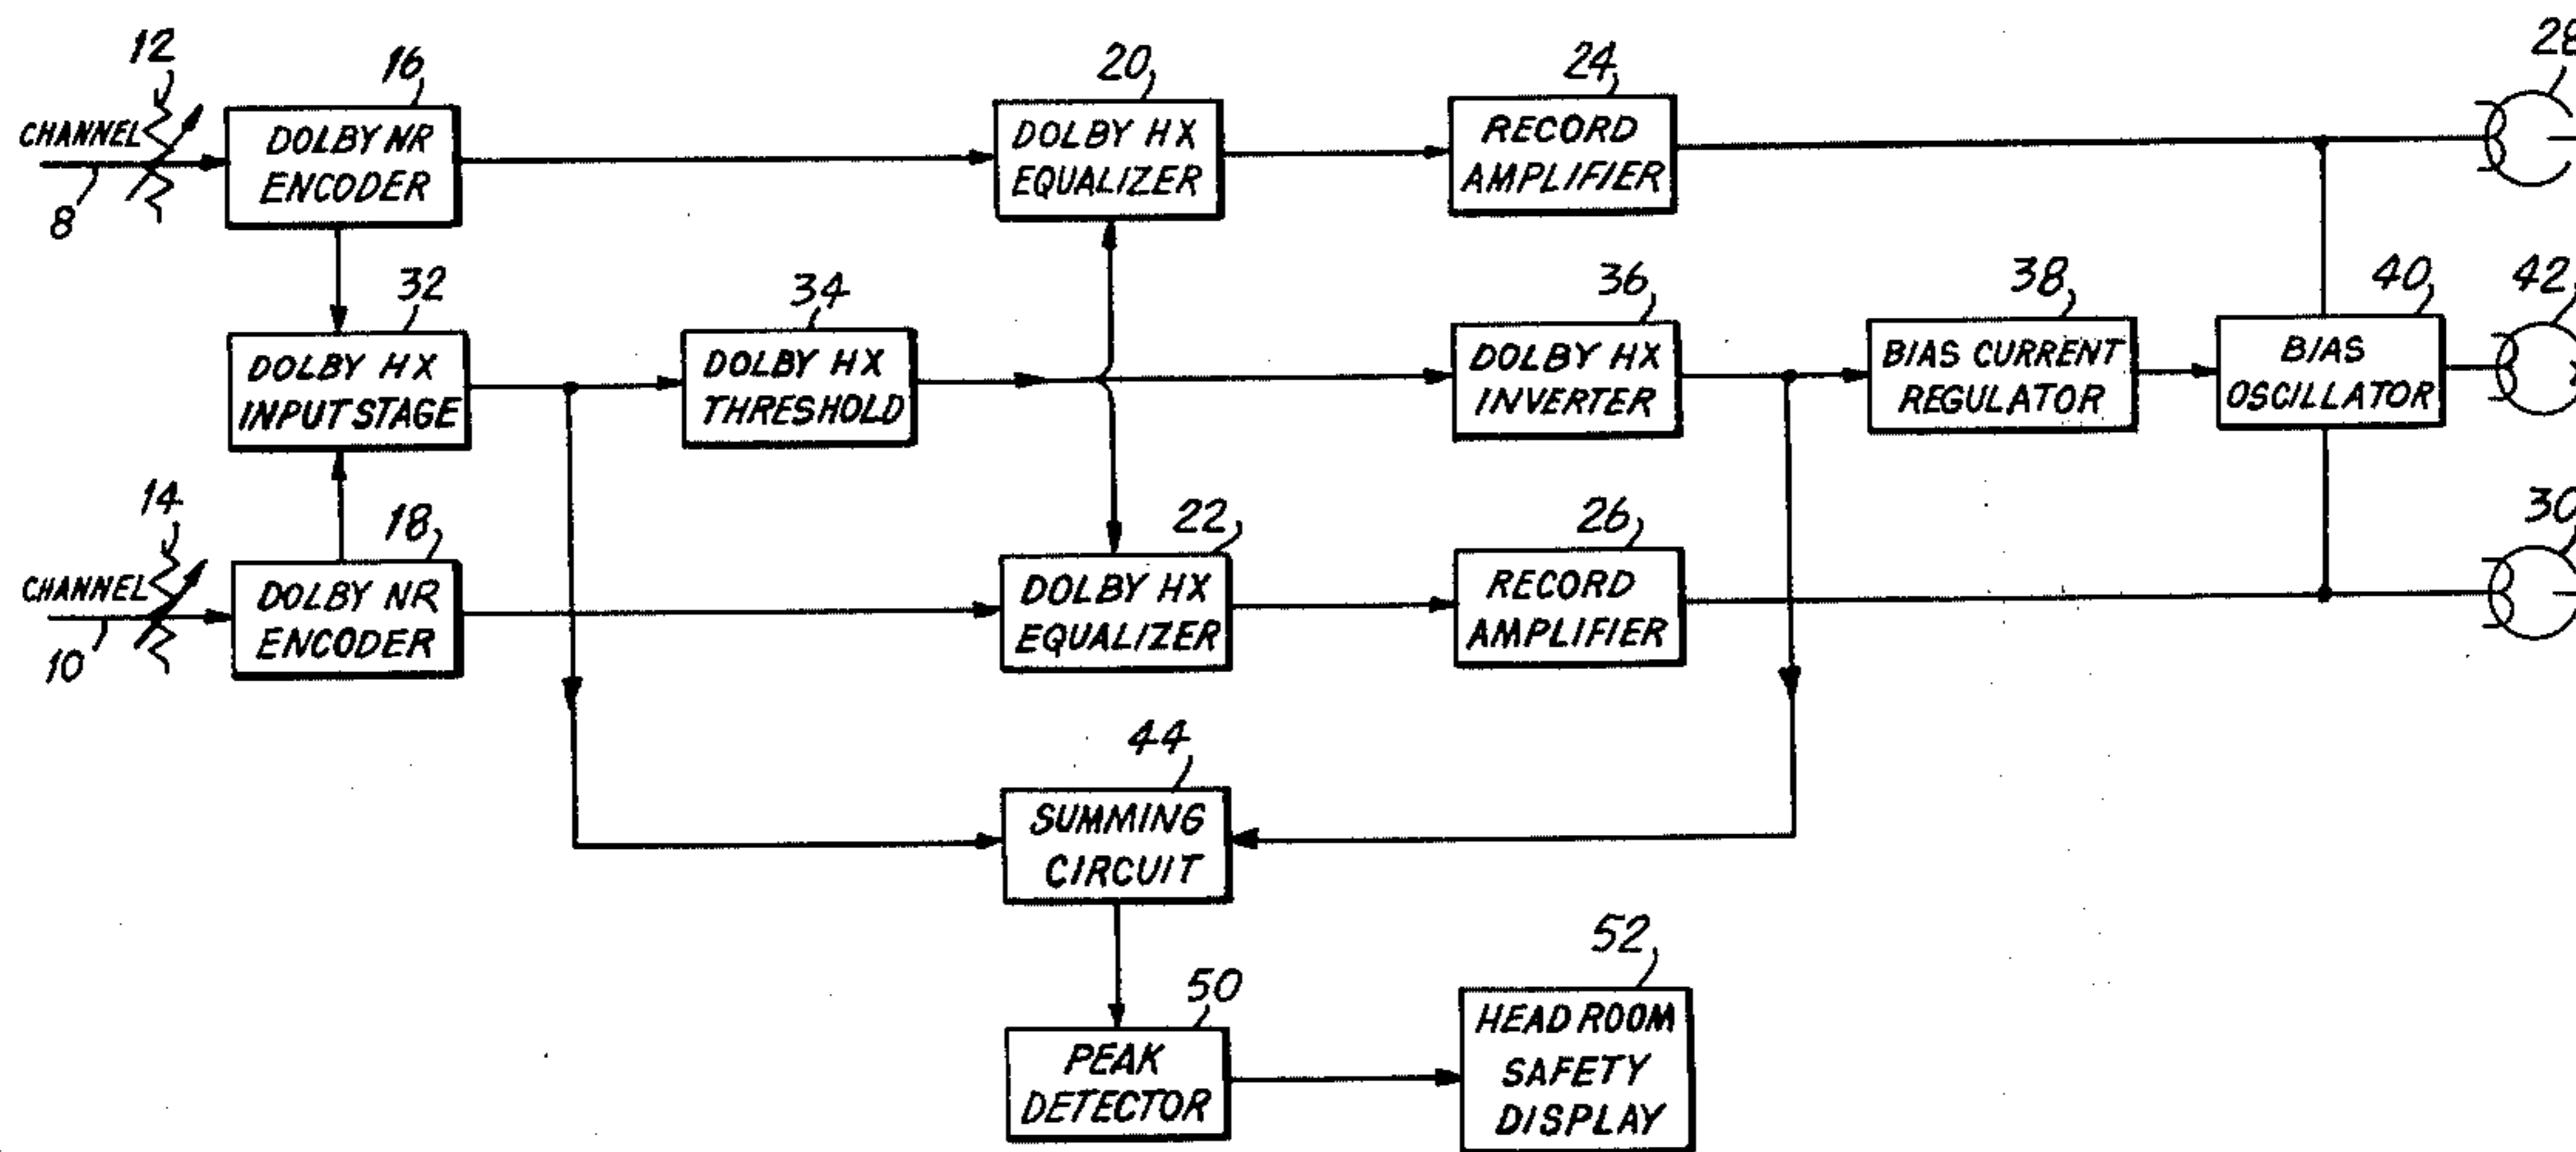 12
16
20
24
28
CHANNEL
8
DOLBY NR
ENCODER
DOLBY HX
EQUALIZER
RECORD
AMPLIFIER
32
34
36
38
40
42
DOLBY HX
INPUT STAGE
DOLBY HX
THRESHOLD
DOLBY HX
INVERTER
BIAS CURRENT
REGULATOR
BIAS
OSCILLATOR
14
18
22
26
30
CHANNEL
10
DOLBY NR
ENCODER
DOLBY HX
EQUALIZER
RECORD
AMPLIFIER
44
SUMMING
CIRCUIT
50
52
PEAK
DETECTOR
HEAD ROOM
SAFETY
DISPLAY